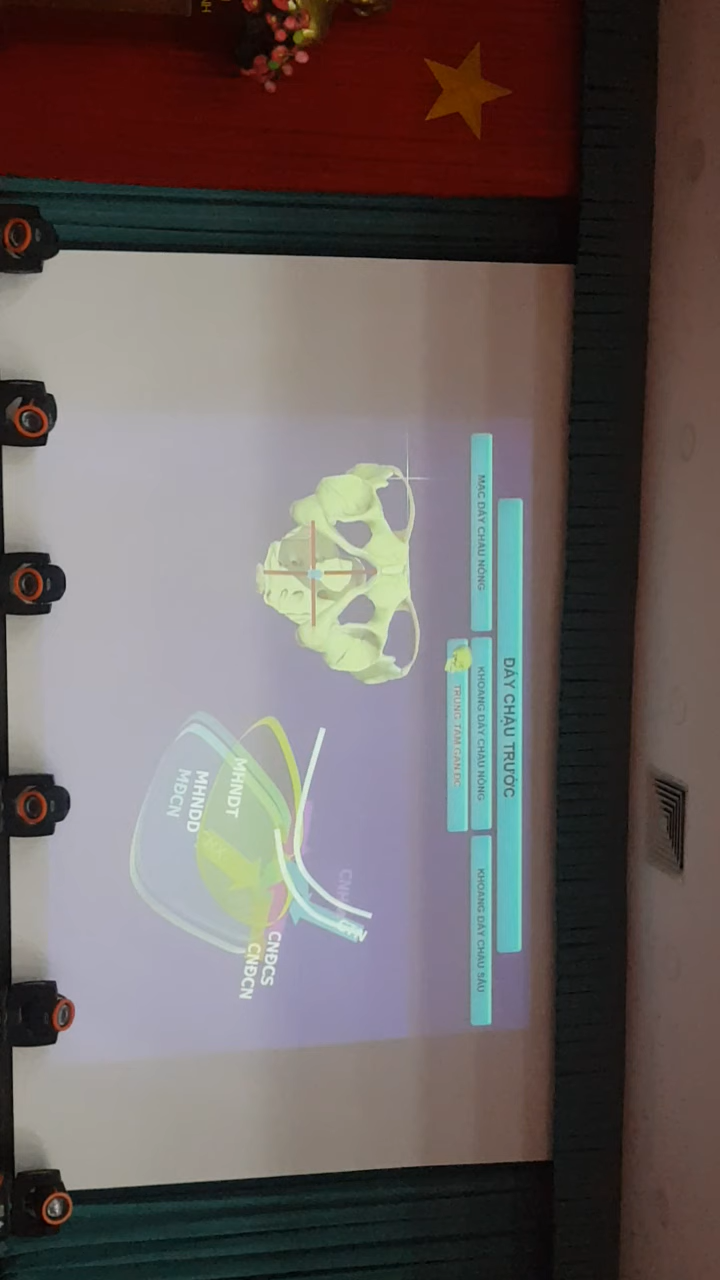 ĐÁY CHẬU TRƯỚC
MẠC ĐÁY CHẬU NÔNG
KHOANG ĐÁY CHẬU NÔNG
KHOANG ĐÁY CHẬU SÂU
TRUNG TÂM GÂN ĐC
MHNDT
MHNDD
MĐCN
CNĐCS
CNĐCN